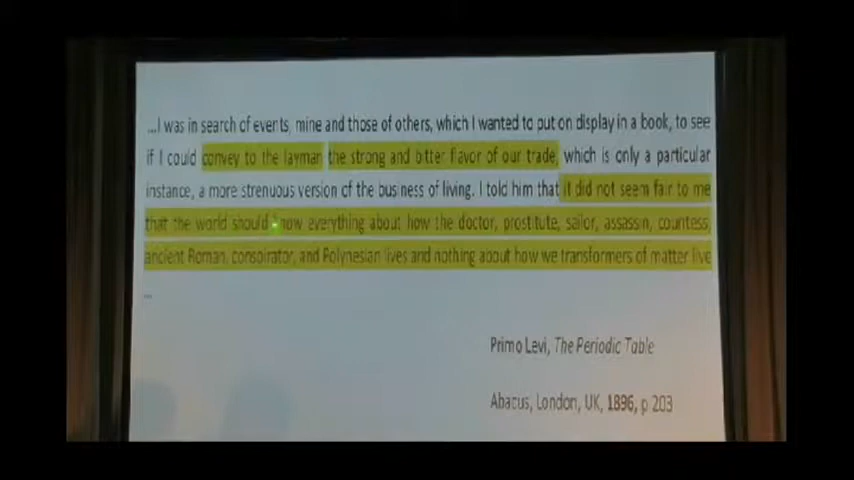 ...I was in search of events, mine and those of others, which I wanted to put on display in a book, to see
if I could convey to the layman the strong and bitter flavor of our trade, which is only a particular
instance, a more strenuous version of the business of living. I told him that it did not seem fair to me
that the world should know everything about how the doctor, prostitute, sailor, assassin, countess,
ancient Roman, conspirator, and Polynesian lives and nothing about how we transformers of matter live
...
Primo Levi, The Periodic Table
Abacus, London, UK, 1896, p 203